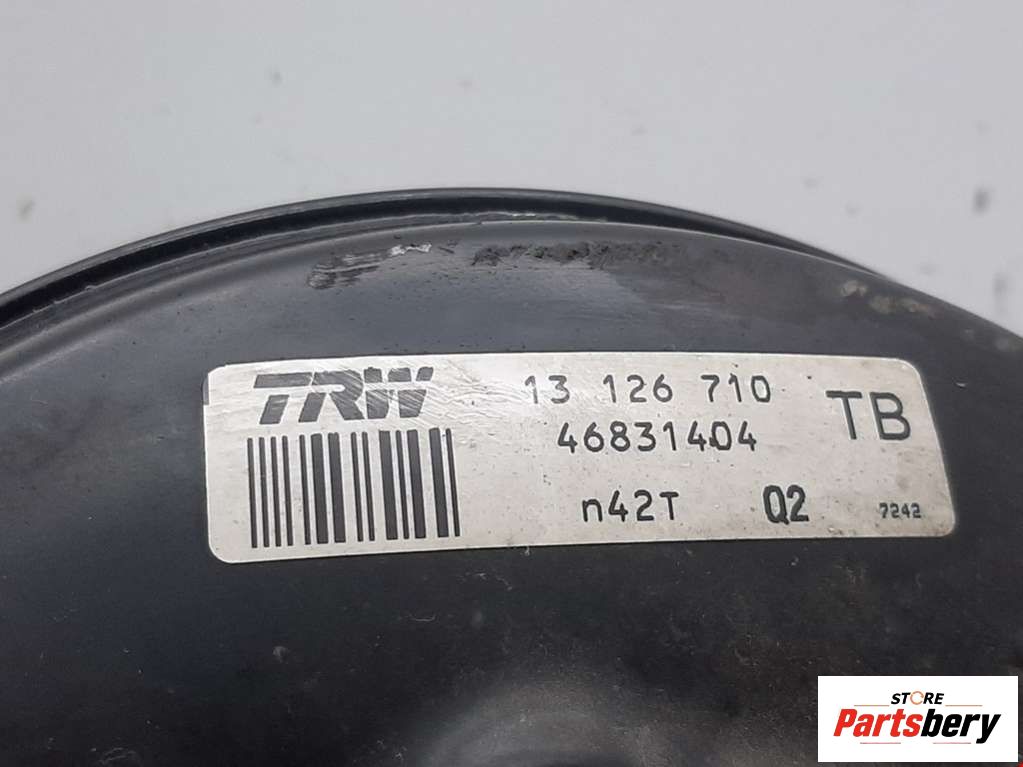 TRW 13 126 710 TB
46831404
n42T Q2 7242
STORE
Partsbery